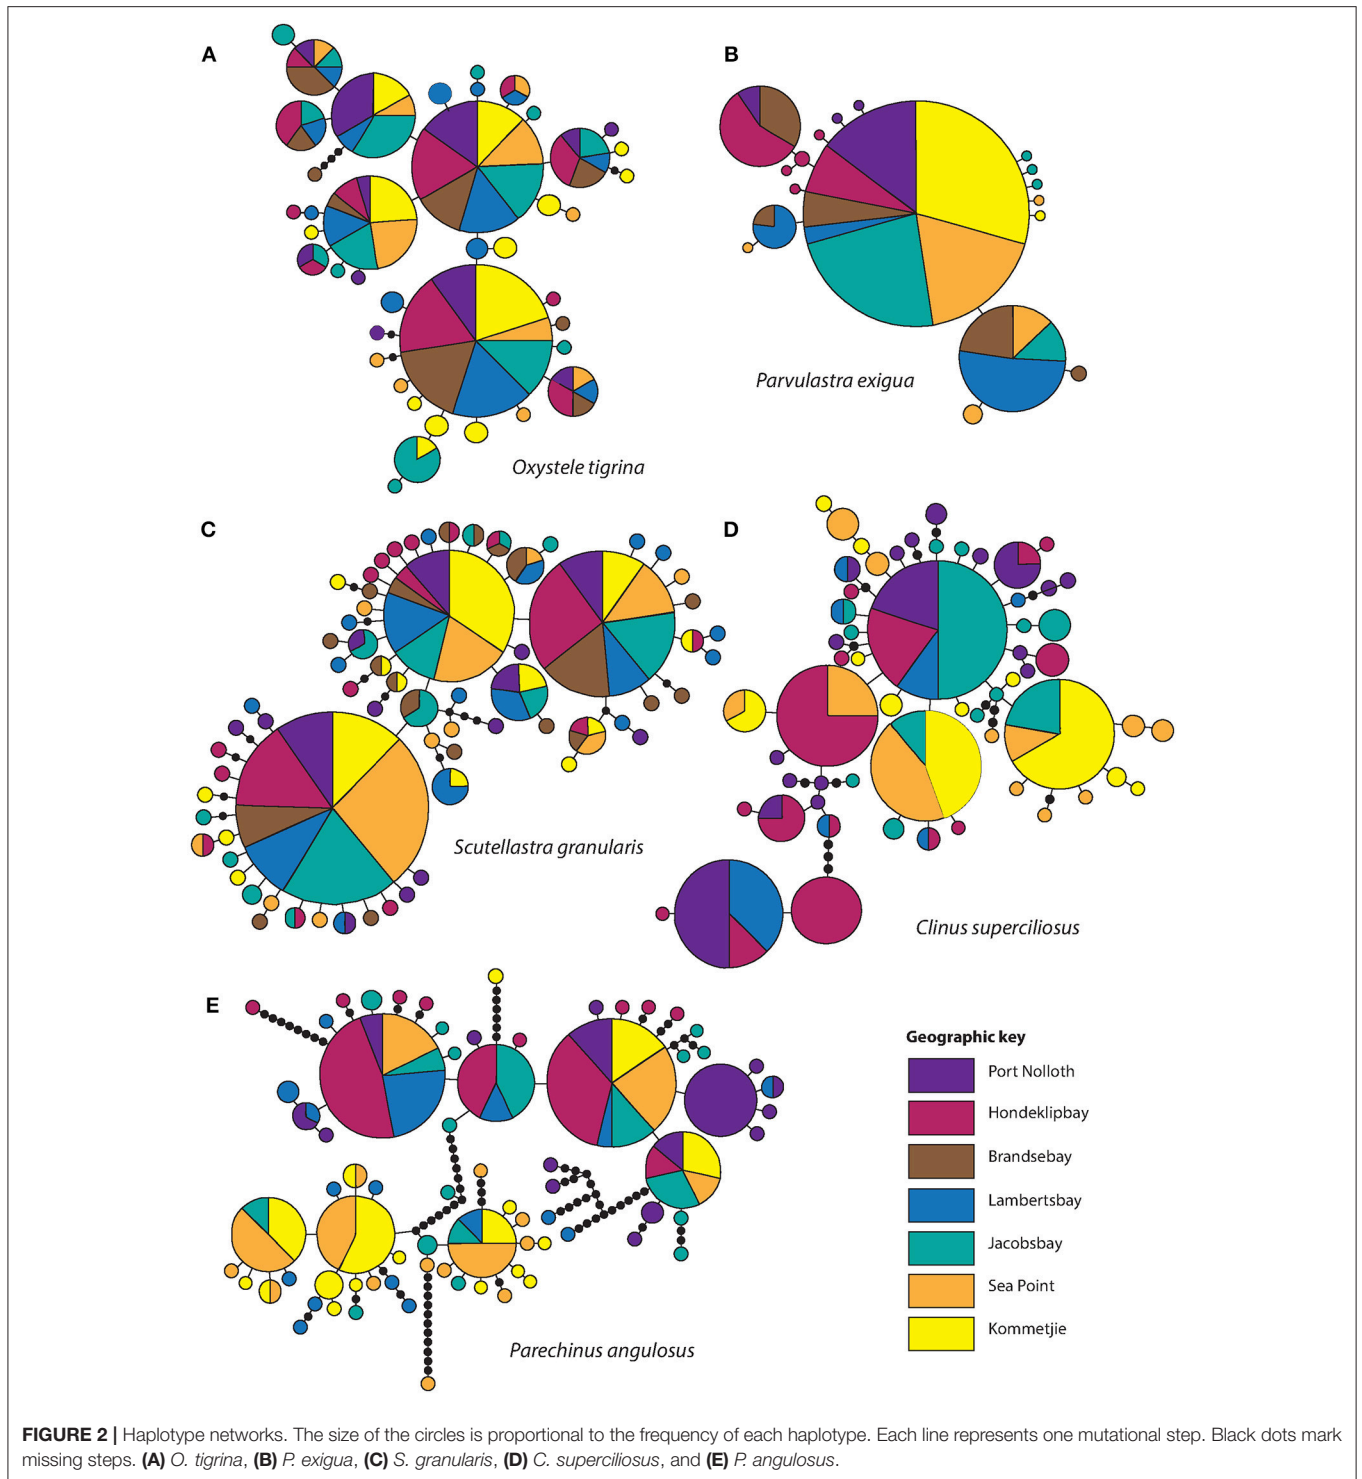 A
B
Parvulastra exigua
Oxystele tigrina
C
D
Scutellastra granularis
Clinus superciliosus
E
Geographic key
Port Nolloth
Hondeklipbay
Brandsebay
Lambertsbay
Jacobsbay
Sea Point
Kommetjie
Parechinus angulosus
FIGURE 2 | Haplotype networks. The size of the circles is proportional to the frequency of each haplotype. Each line represents one mutational step. Black dots mark
missing steps. (A) O. tigrina, (B) P. exigua, (C) S. granularis, (D) C. superciliosus, and (E) P. angulosus.